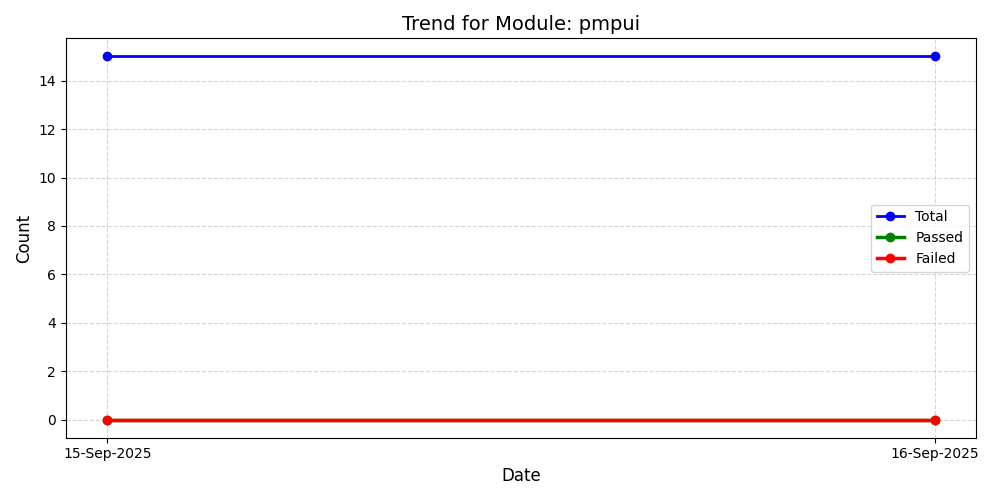 Trend for Module: pmpui
Count
14
12
10
8
6
4
2
0
Total
Passed
Failed
15-Sep-2025
16-Sep-2025
Date